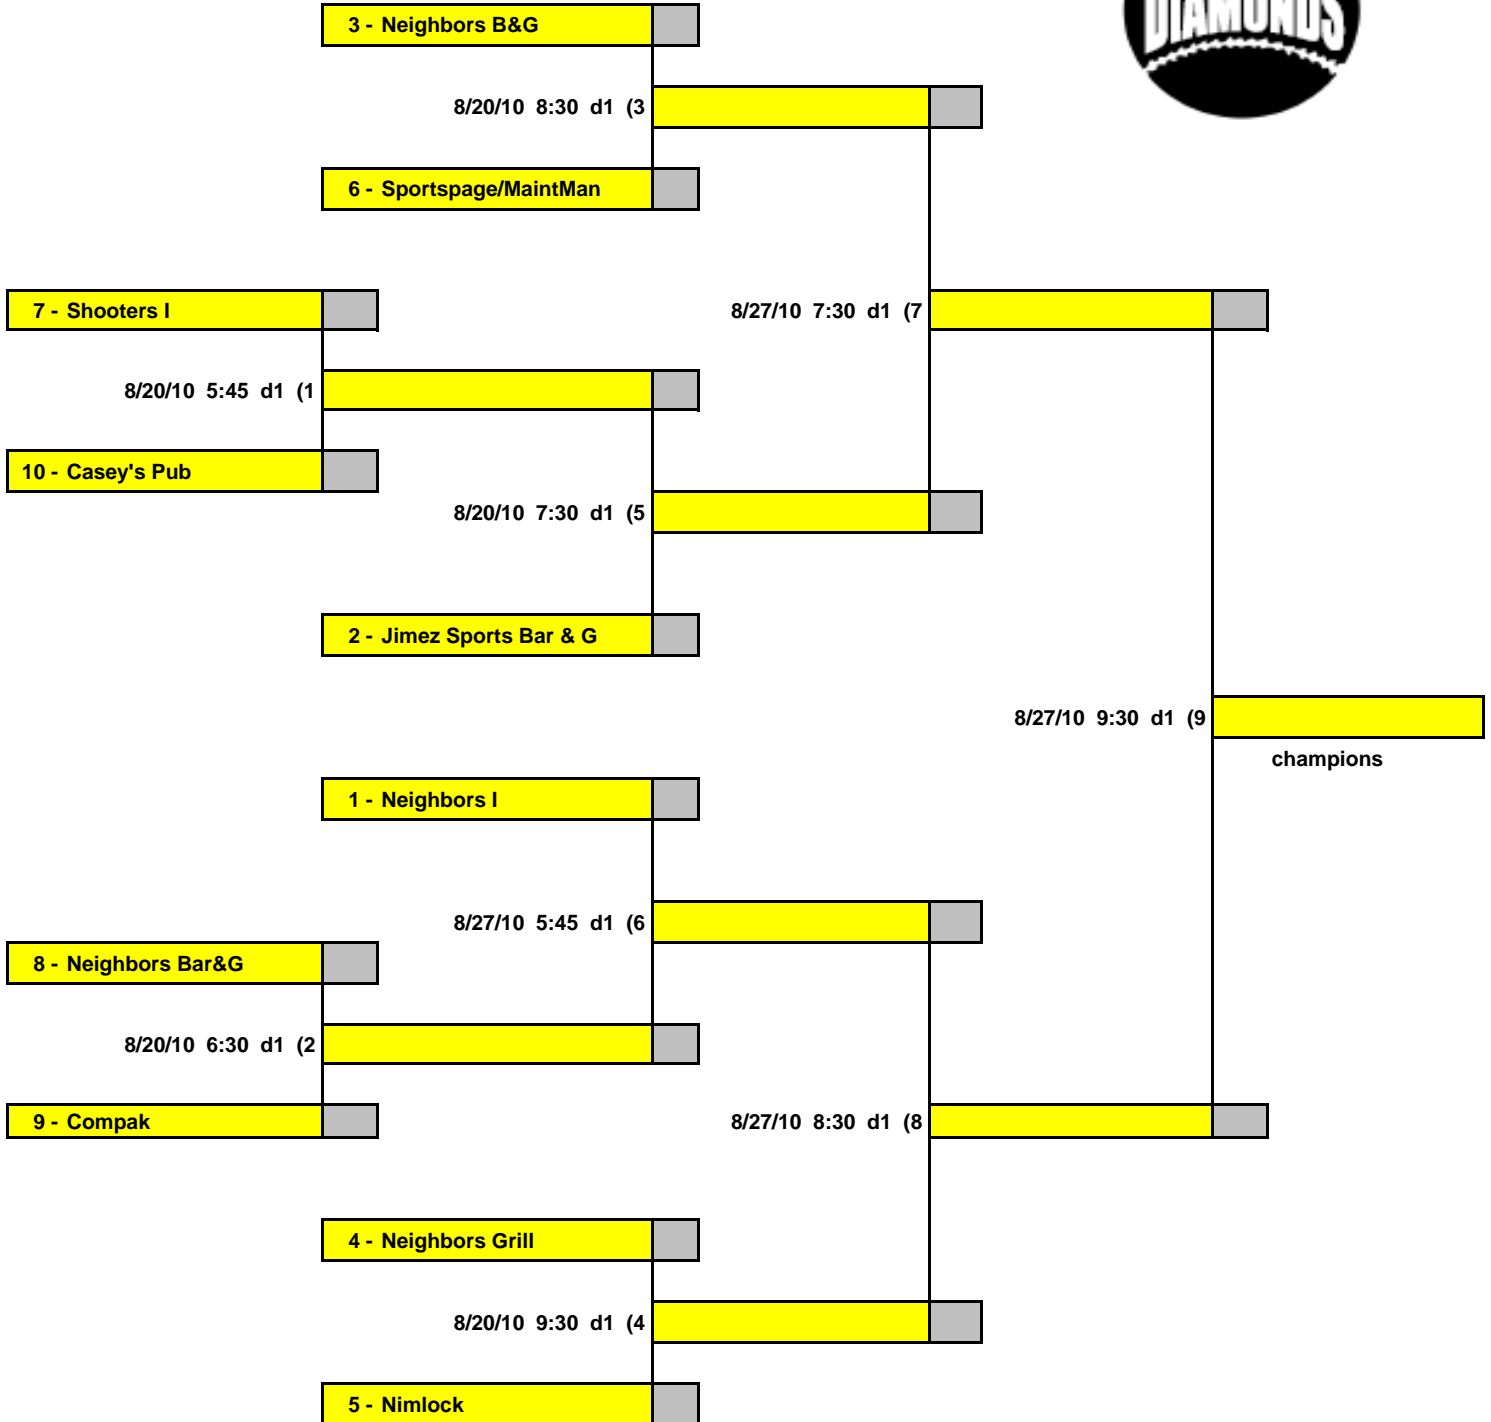 DIAMONDS
3 - Neighbors B&G
8/20/10 8:30 d1 (3
6 - Sportspage/MaintMan
7 - Shooters I
8/27/10 7:30 d1 (7
8/20/10 5:45 d1 (1
10 - Casey's Pub
8/20/10 7:30 d1 (5
2 - Jimez Sports Bar & G
8/27/10 9:30 d1 (9
champions
1 - Neighbors I
8/27/10 5:45 d1 (6
8 - Neighbors Bar&G
8/20/10 6:30 d1 (2
9 - Compak
8/27/10 8:30 d1 (8
4 - Neighbors Grill
8/20/10 9:30 d1 (4
5 - Nimlock